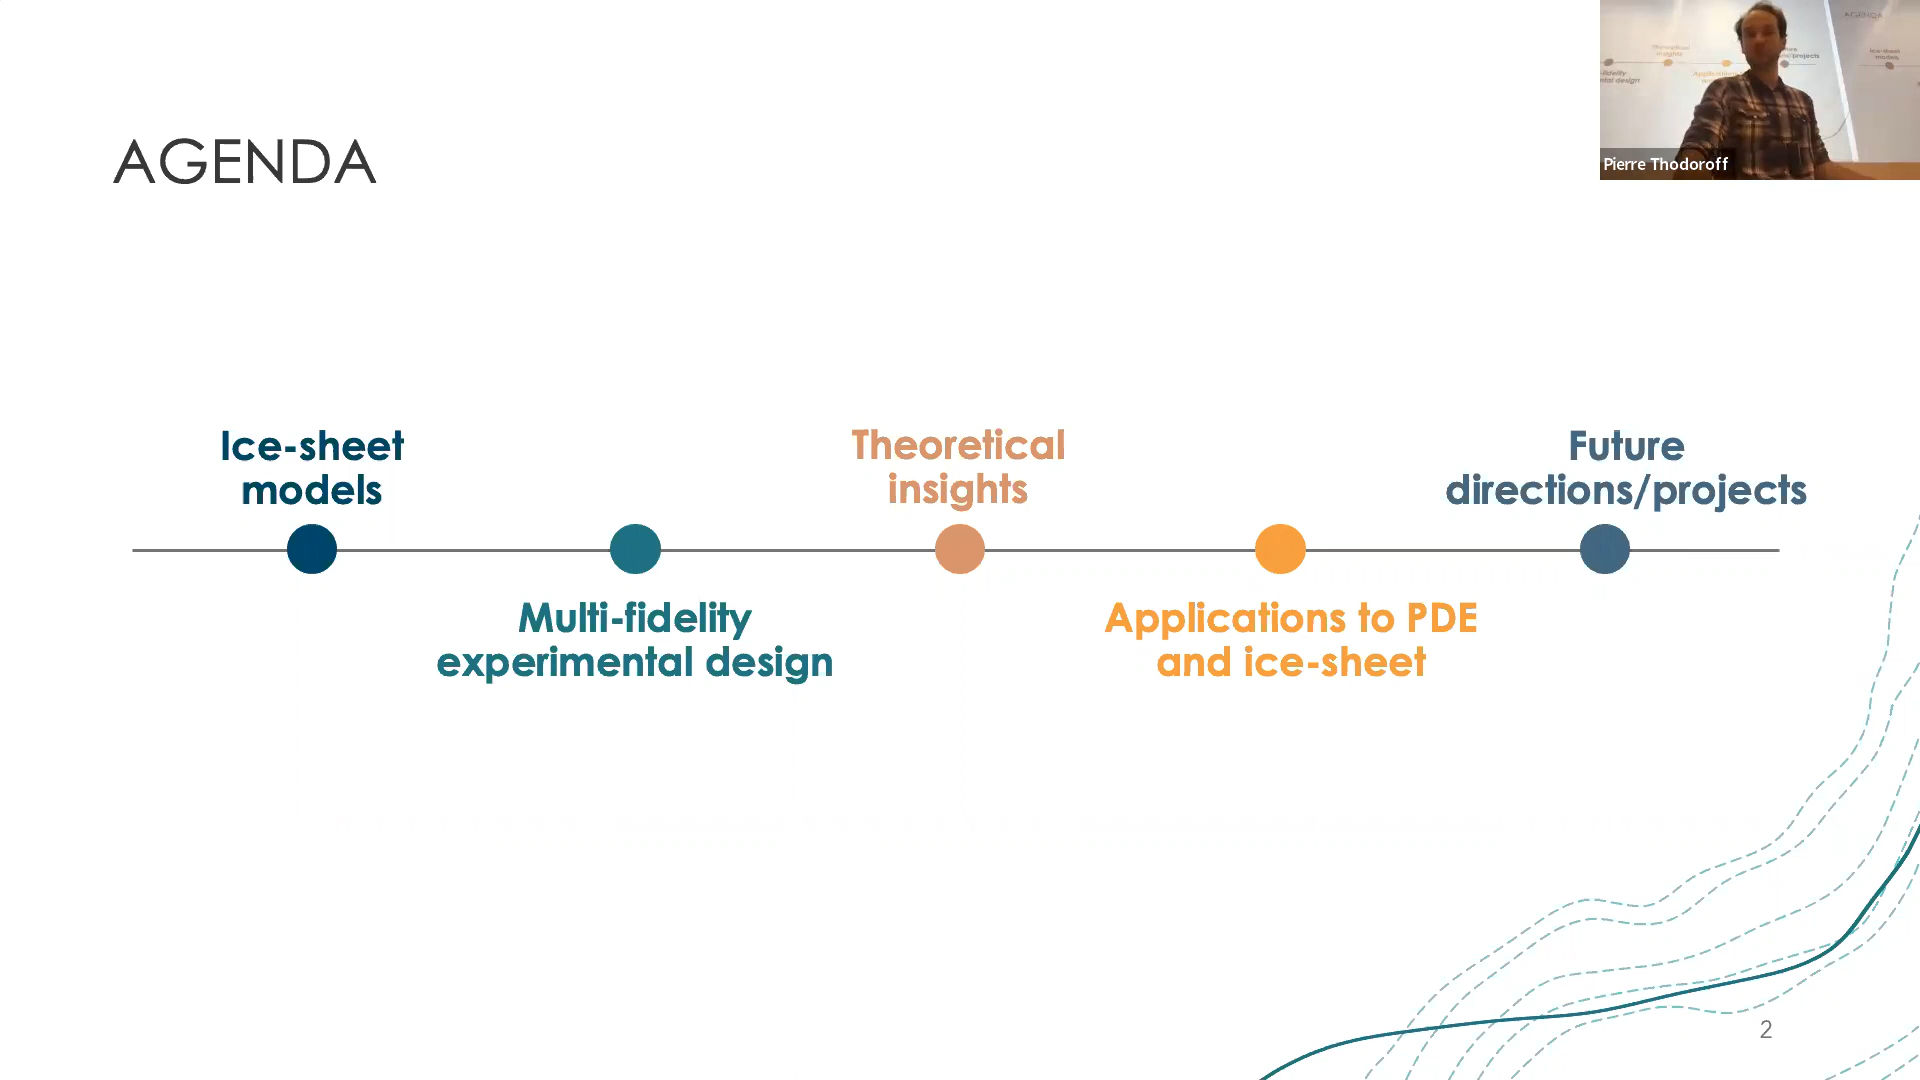 AGENDA
Pierre Thodoroff
Ice-sheet
models
Multi-fidelity
experimental design
Theoretical
insights
Applications to PDE
and ice-sheet
Future
directions/projects
2